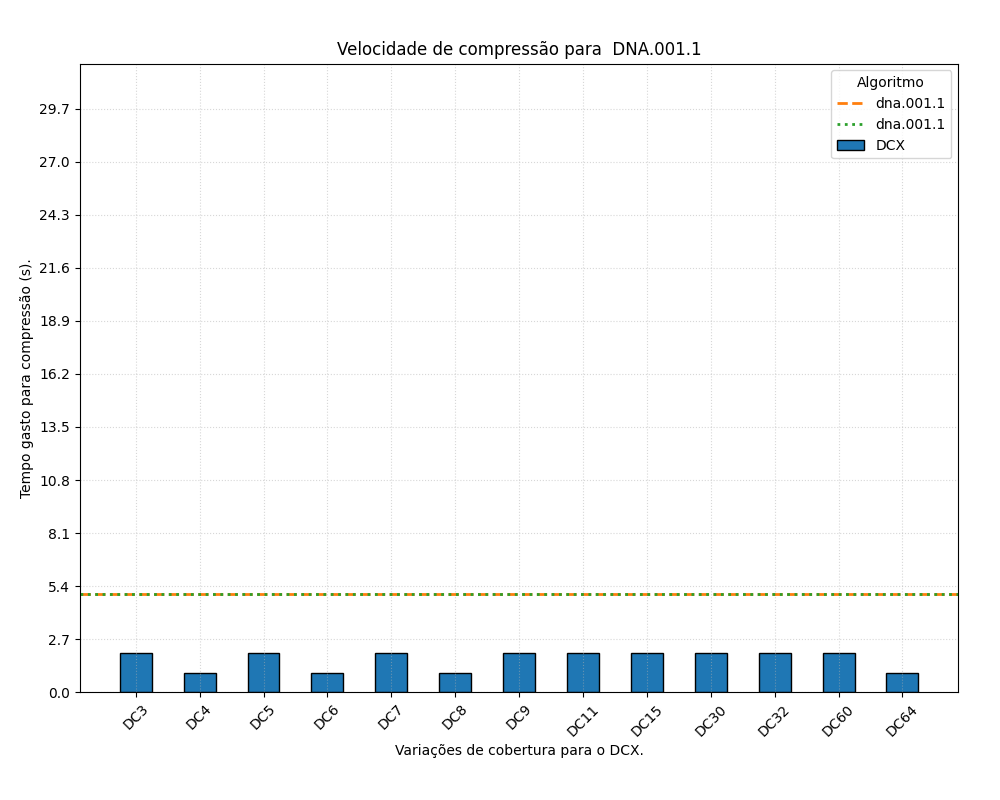 Velocidade de compressão para  DNA.001.1
Algoritmo
dna.001.1
dna.001.1
DCX
Tempo gasto para compressão (s).
29.7
27.0
24.3
21.6
18.9
16.2
13.5
10.8
8.1
5.4
2.7
0.0
DC3 DC4 DC5 DC6 DC7 DC8 DC9 DC11 DC15 DC30 DC32 DC60 DC64
Variações de cobertura para o DCX.